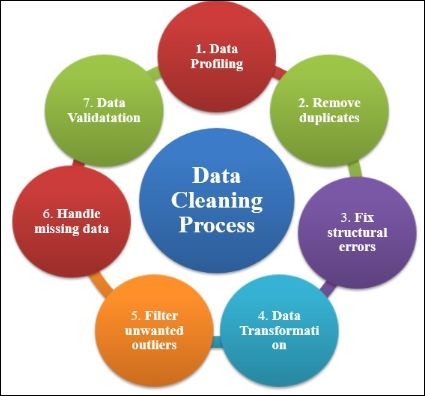 1. Data
Profiling
2. Remove
duplicates
3. Fix
structural
errors
4. Data
Transformati
on
5. Filter
unwanted
outliers
6. Handle
missing data
7. Data
Validatation
Data
Cleaning
Process